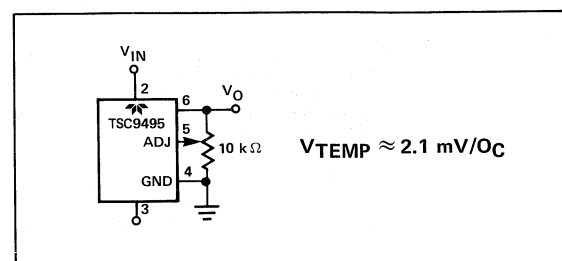 VIN
2
6
VO
TSC9495
5
ADJ
10 kΩ
VTEMP ≈ 2.1 mV/OC
GND
4
3